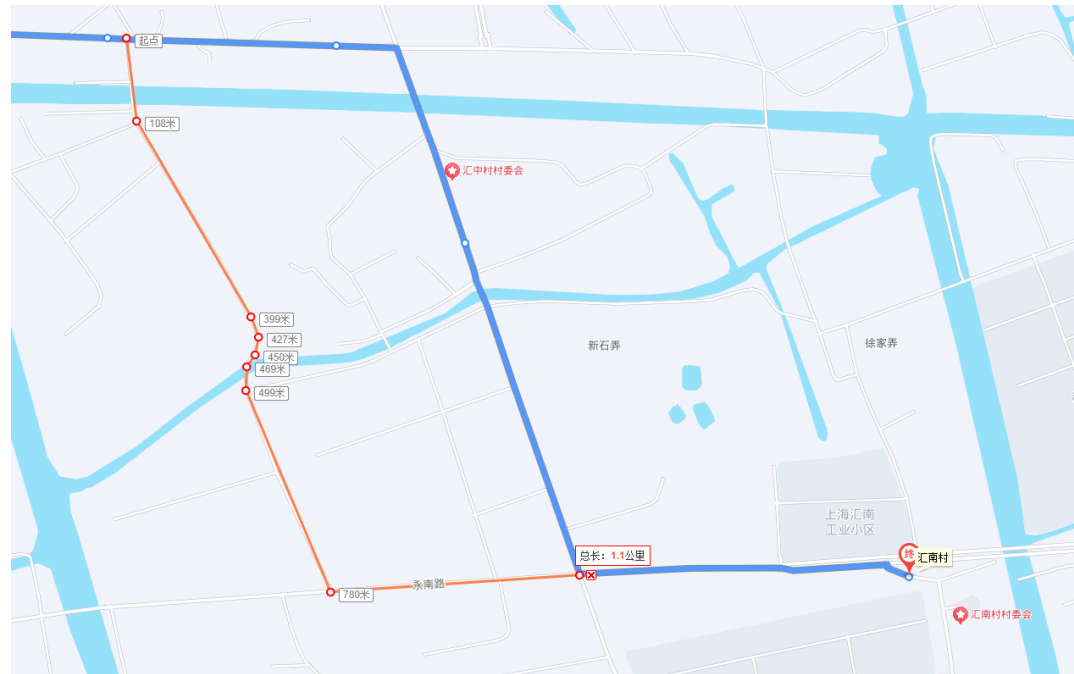 起点
108米
汇中村村委会
399米
427米
450米
469米
499米
新石弄
徐家弄
上海汇南
工业小区
总长：1.1公里
终
汇南村
永南路
780米
汇南村村委会